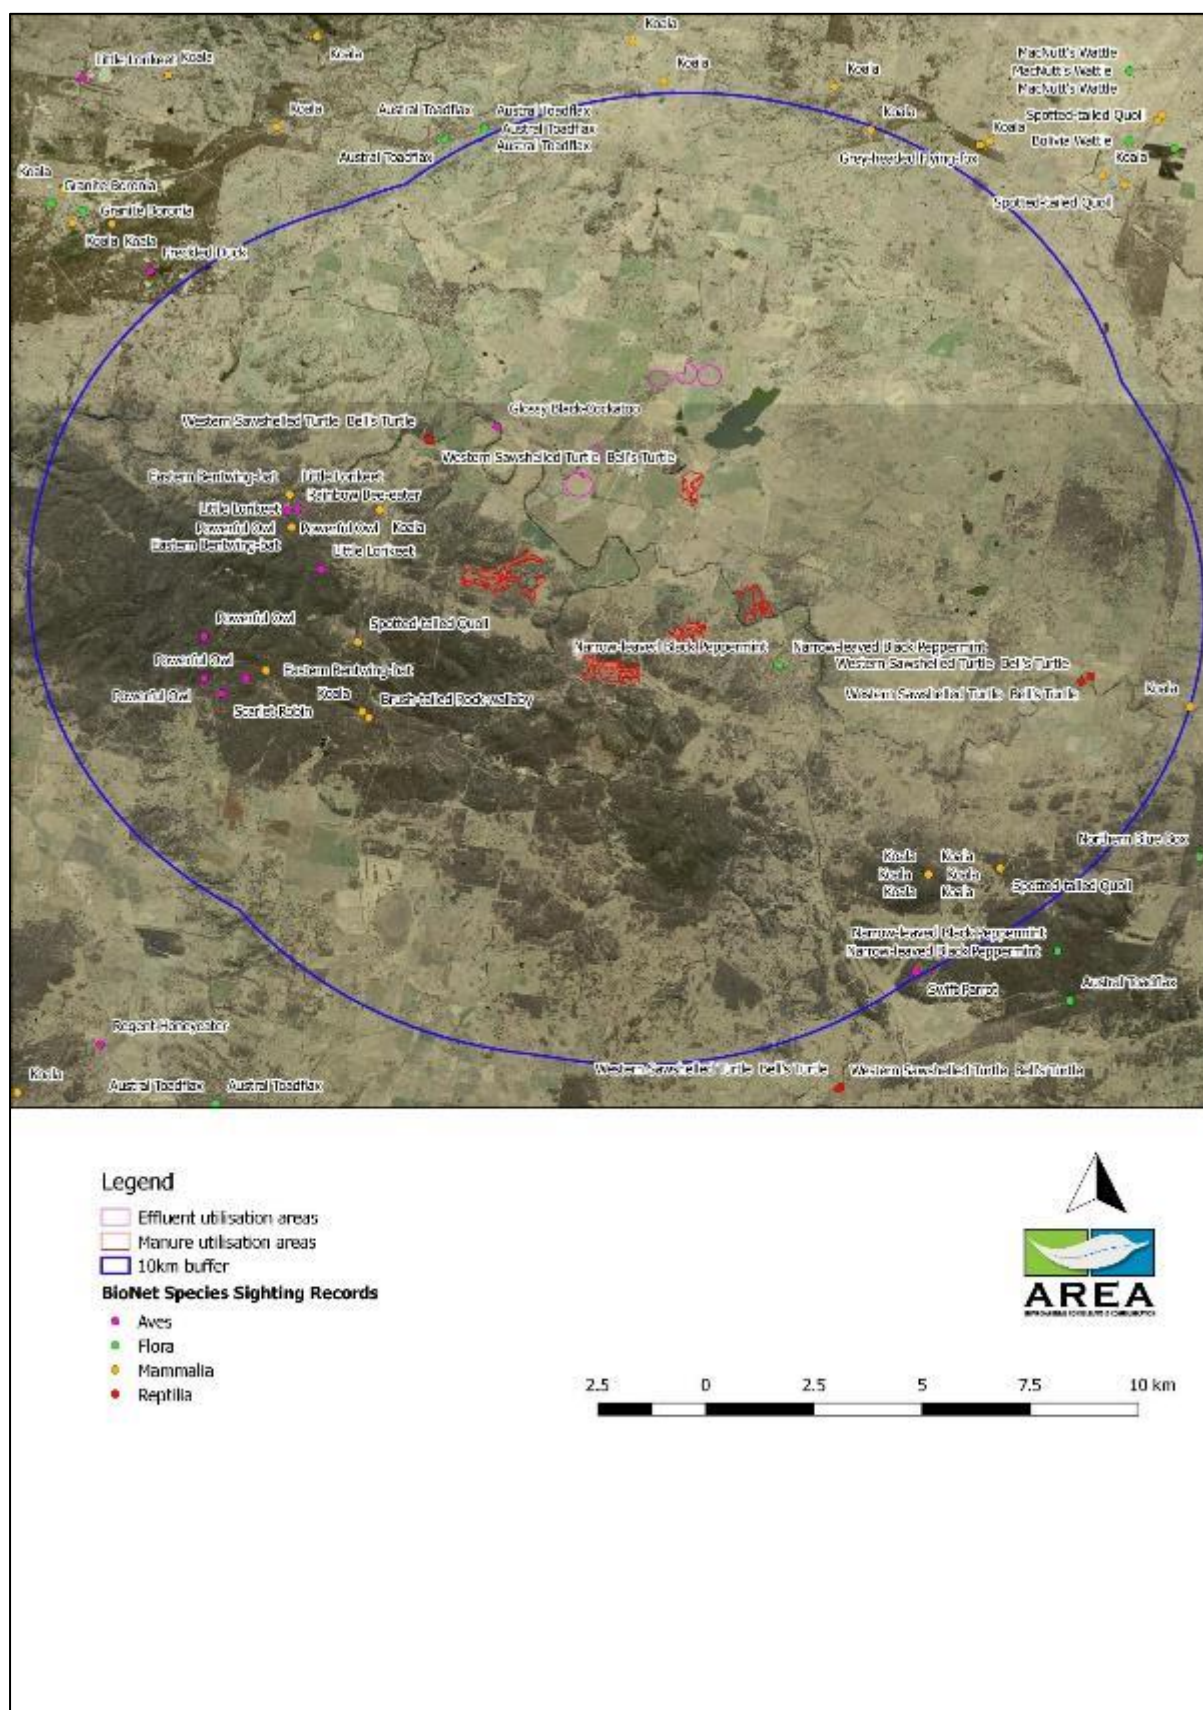 Koala
Koala
MacNutt's Wattle
Little Lorikeet Koala
MacNutt's Wattle
Koala
Koala
MacNutt's Wattle
Koala
Austral Toadflax
Austral Toadflax
Koala
Spotted-tailed Quoll
Austral Toadflax
Koala
Bolivia Wattle
Austral Toadflax
Austral Toadflax
Grey-headed Flying-fox
Koala
Koala
Granite Boronia
Granite Boronia
Spotted-tailed Quoll
Koala Koala
Freckled Duck
Glossy Black-Cockatoo
Western Sawshelled Turtle Bell's Turtle
Western Sawshelled Turtle Bell's Turtle
Eastern Bentwing-bat
Little Lorikeet
Rainbow Bee-eater
Little Lorikeet
Powerful Owl
Powerful Owl
Koala
Eastern Bentwing-bat
Little Lorikeet
Powerful Owl
Spotted-tailed Quoll
Narrow-leaved Black Peppermint
Narrow-leaved Black Peppermint
Powerful Owl
Eastern Bentwing-bat
Western Sawshelled Turtle Bell's Turtle
Powerful Owl
Koala
Brush-tailed Rock-wallaby
Western Sawshelled Turtle Bell's Turtle
Koala
Scarlet Robin
Northern Blue Box
Koala Koala
Koala Koala
Koala Koala
Spotted-tailed Quoll
Narrow-leaved Black Peppermint
Narrow-leaved Black Peppermint
Swift Parrot
Austral Toadflax
Regent Honeyeater
Koala
Western Sawshelled Turtle Bell's Turtle
Western Sawshelled Turtle Bell's Turtle
Austral Toadflax
Austral Toadflax
Legend
Effluent utilisation areas
Manure utilisation areas
10km buffer
BioNet Species Sighting Records
Aves
Flora
Mammalia
Reptilia
AREA
2.5 0 2.5 5 7.5 10 km